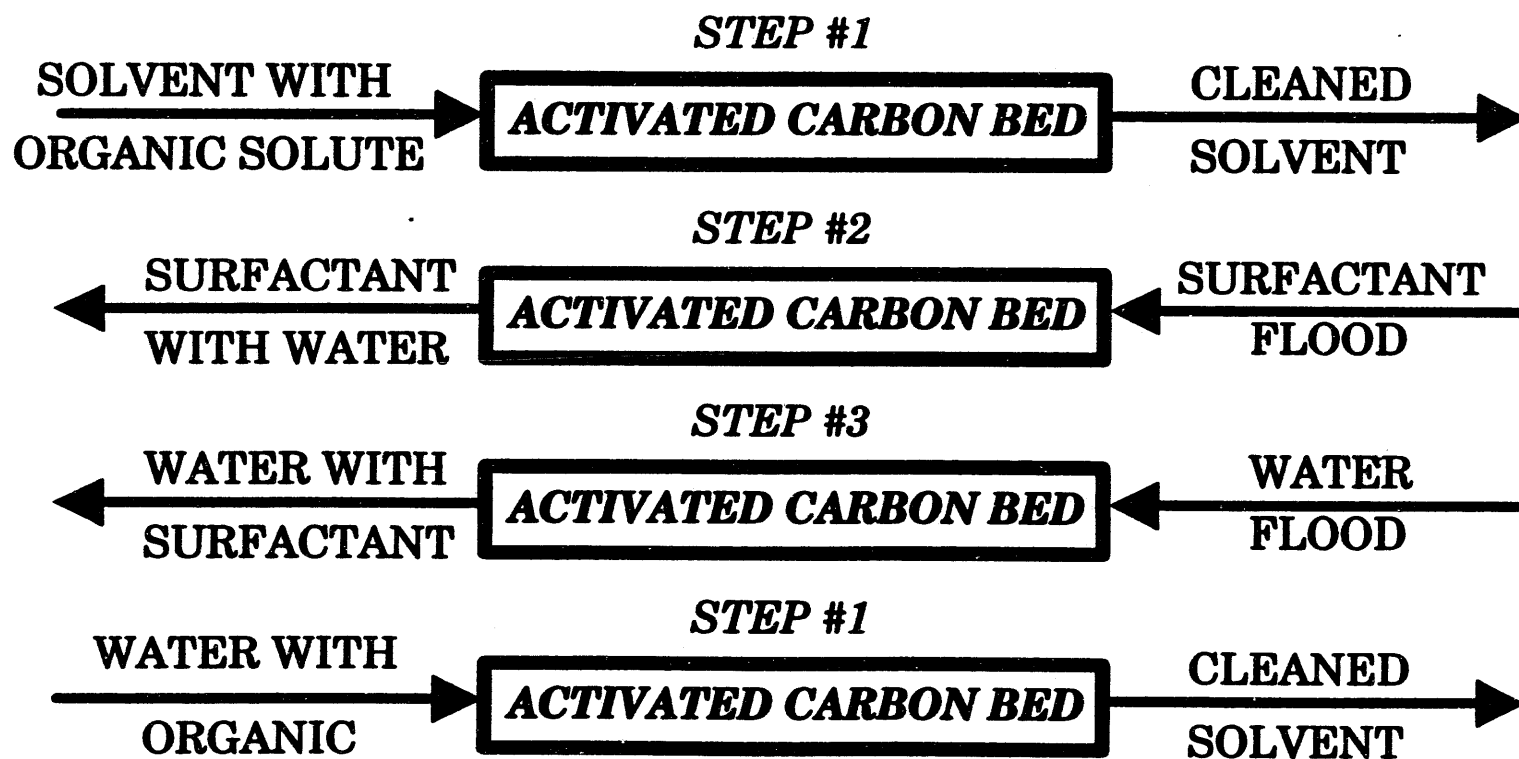 STEP #1
SOLVENT WITH
ORGANIC SOLUTE
ACTIVATED CARBON BED
CLEANED
SOLVENT
STEP #2
SURFACTANT
WITH WATER
ACTIVATED CARBON BED
SURFACTANT
FLOOD
STEP #3
WATER WITH
SURFACTANT
ACTIVATED CARBON BED
WATER
FLOOD
STEP #1
WATER WITH
ORGANIC
ACTIVATED CARBON BED
CLEANED
SOLVENT